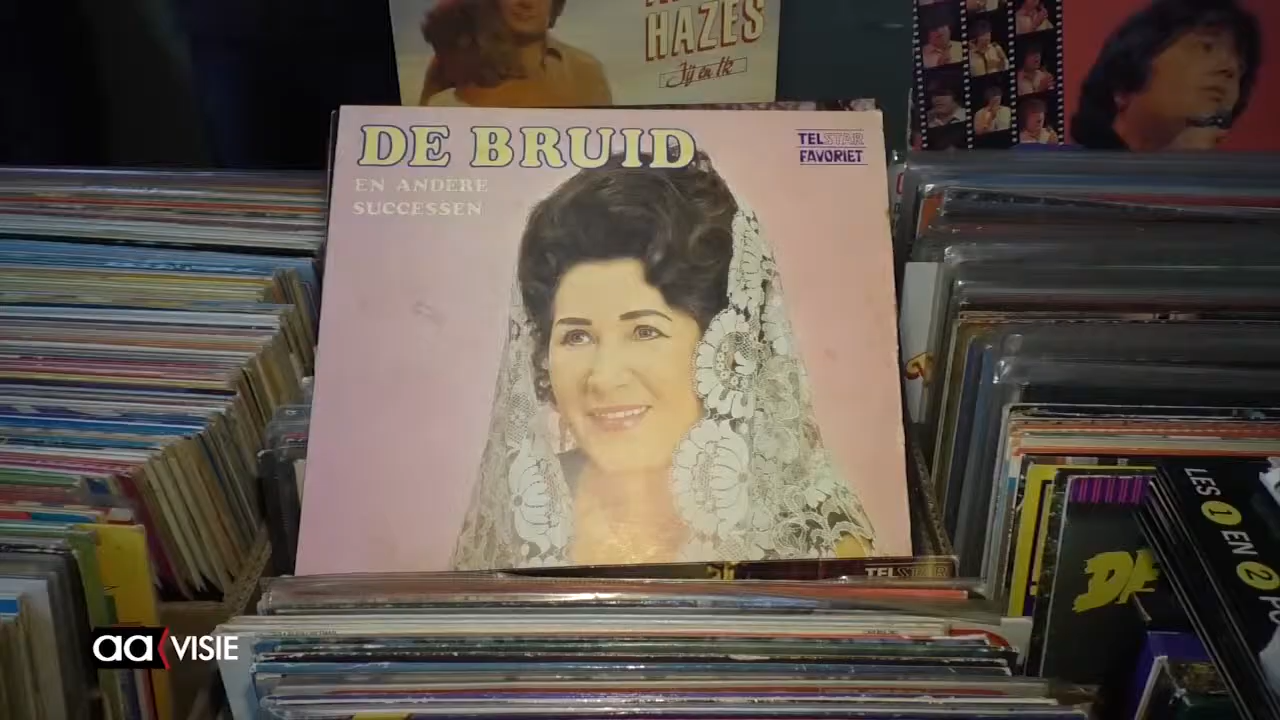 HAZES
Jij en Ik
DE BRUID
EN ANDERE
SUCCESSEN
TELSTAR
FAVORIET
TELSTAR
LES 1 EN 2
aa VISIE